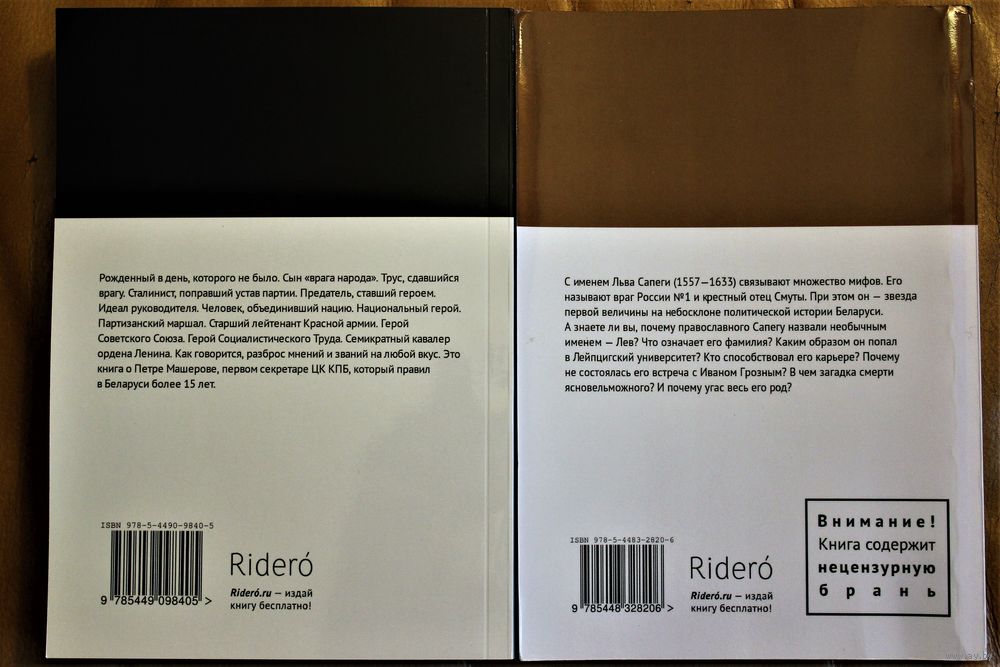 Рожденный в день, которого не было. Сын «врага народа». Трус, сдавшийся
врагу. Сталинист, поправший устав партии. Предатель, ставший героем.
Идеал руководителя. Человек, объединивший нацию. Национальный герой.
Партизанский маршал. Старший лейтенант Красной армии. Герой
Советского Союза. Герой Социалистического Труда. Семикратный кавалер
ордена Ленина. Как говорится, разброс мнений и званий на любой вкус. Это
книга о Петре Машерове, первом секретаре ЦК КПБ, который правил
в Беларуси более 15 лет.
ISBN 978-5-4490-9840-5
9 785449 098405 >
Rideró
Rideró.ru — издай
книгу бесплатно!
С именем Льва Сапеги (1557—1633) связывают множество мифов. Его
называют враг России №1 и крестный отец Смуты. При этом он — звезда
первой величины на небосклоне политической истории Беларуси.
А знаете ли вы, почему православного Сапегу назвали необычным
именем — Лев? Что означает его фамилия? Каким образом он попал
в Лейпцигский университет? Кто способствовал его карьере? Почему
не состоялась его встреча с Иваном Грозным? В чем загадка смерти
ясновельможного? И почему угас весь его род?
ISBN 978-5-4483-2820-6
9 785448 328206 >
Rideró
Rideró.ru — издай
книгу бесплатно!
Внимание!
Книга содержит
нецензурную
брань
www.ay.by